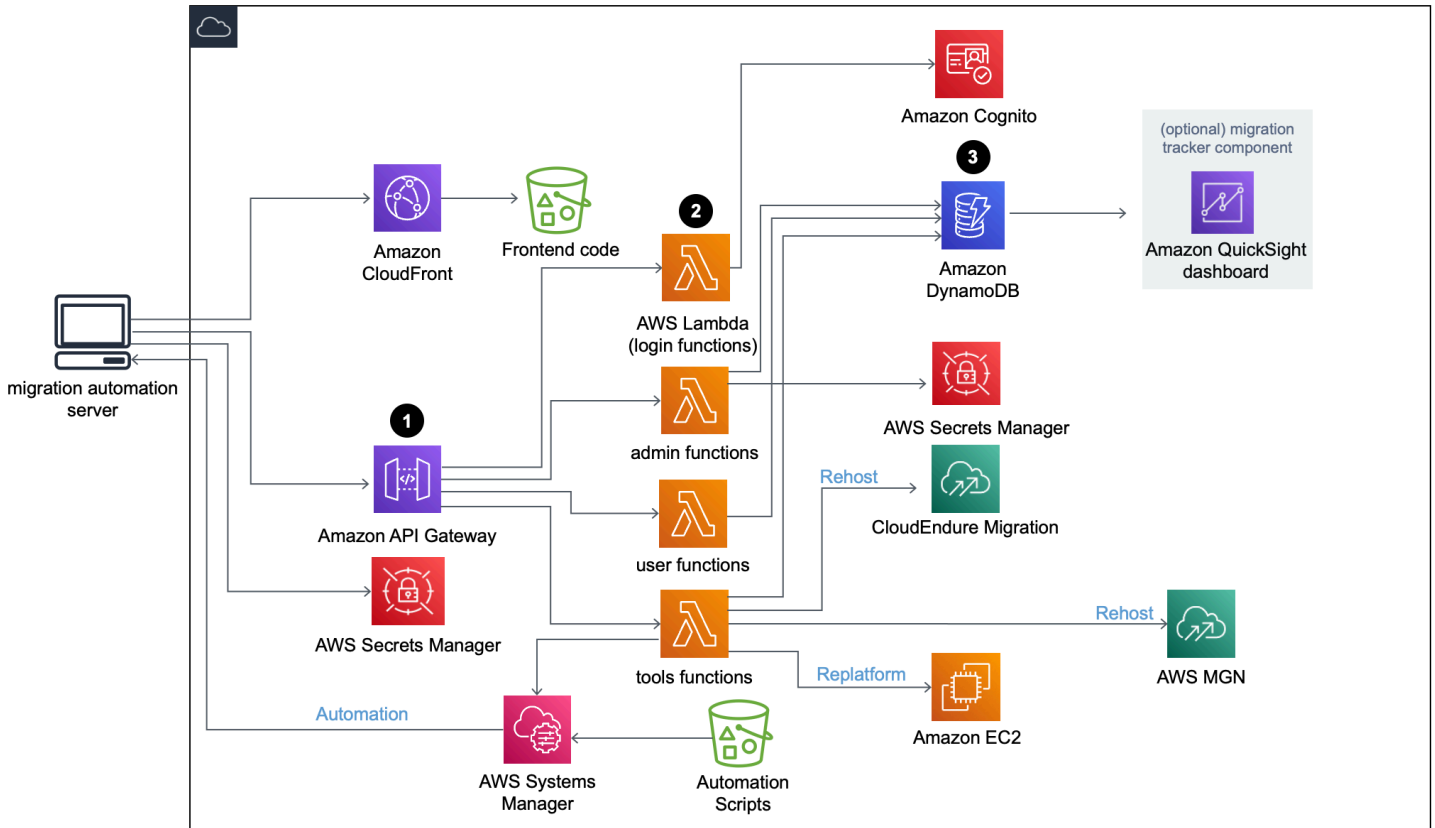 Amazon Cognito
(optional) migration
tracker component
3
Amazon QuickSight
dashboard
2
Amazon
CloudFront
Frontend code
Amazon
DynamoDB
AWS Lambda
(login functions)
migration automation
server
1
admin functions
AWS Secrets Manager
Rehost
CloudEndure Migration
Amazon API Gateway
user functions
Rehost
AWS Secrets Manager
tools functions
Replatform
AWS MGN
Automation
Amazon EC2
AWS Systems
Manager
Automation
Scripts